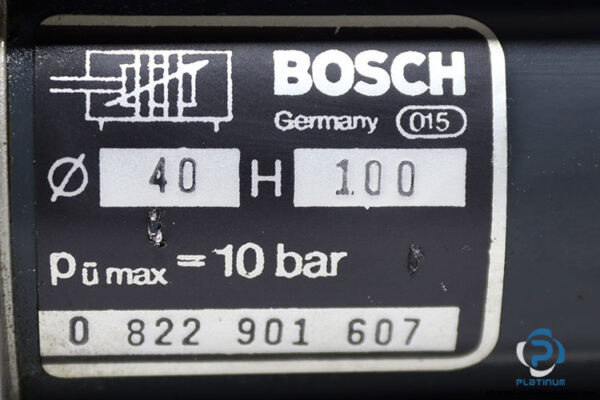 BOSCH
Germany 015
Ø 40 H 100
pü max = 10 bar
0 822 901 607
PLATINUM